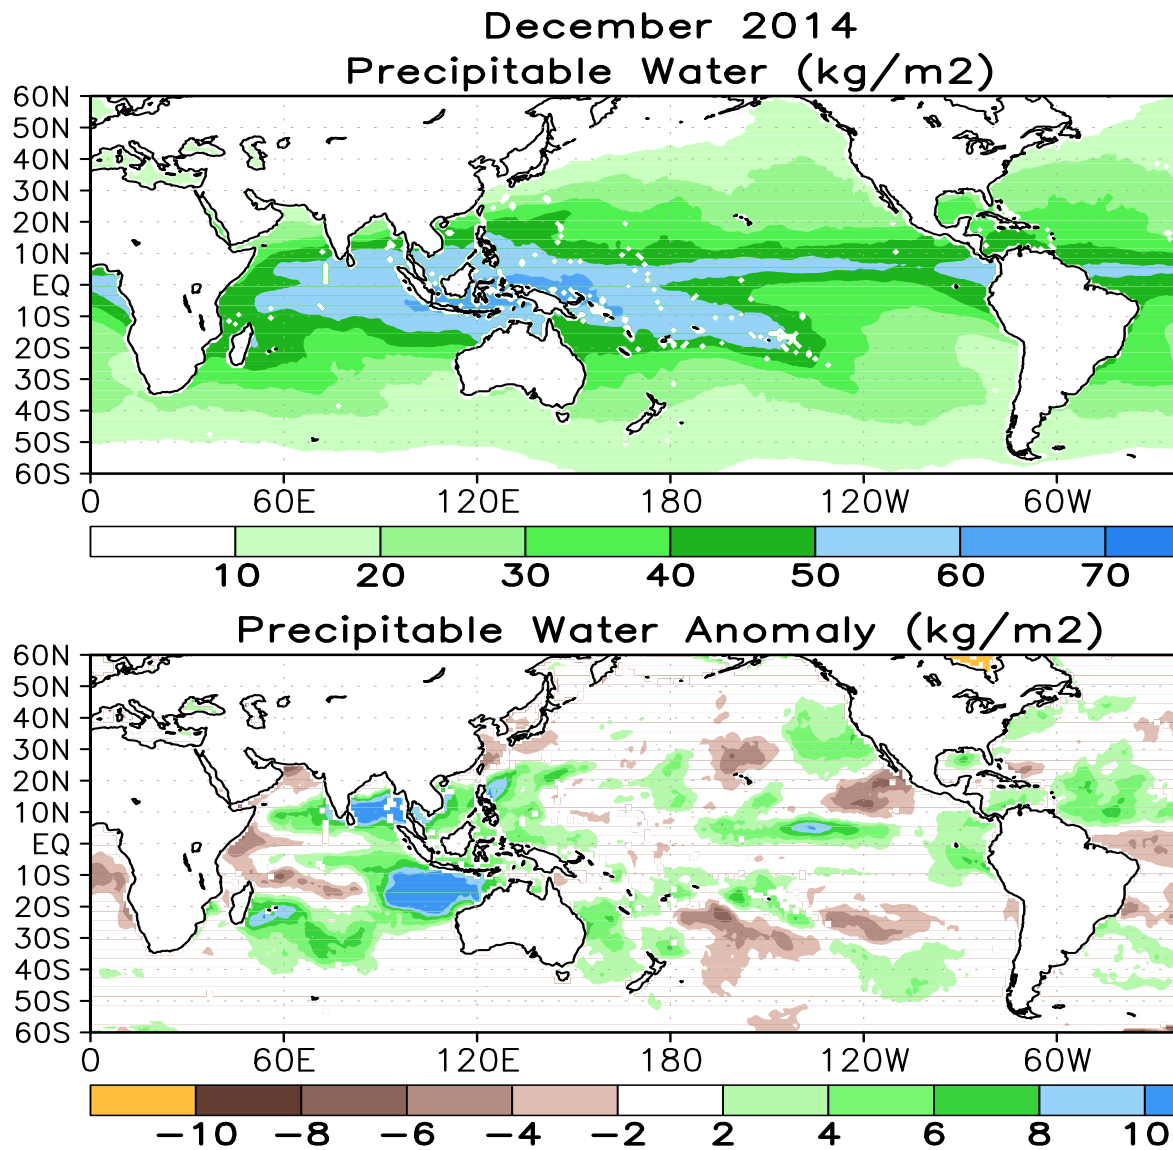 December 2014
Precipitable Water (kg/m2)
60N
50N
40N
30N
20N
10N
EQ
10S
20S
30S
40S
50S
60S
0 60E 120E 180 120W 60W
10 20 30 40 50 60 70
Precipitable Water Anomaly (kg/m2)
60N
50N
40N
30N
20N
10N
EQ
10S
20S
30S
40S
50S
60S
0 60E 120E 180 120W 60W
−10 −8 −6 −4 −2 2 4 6 8 10